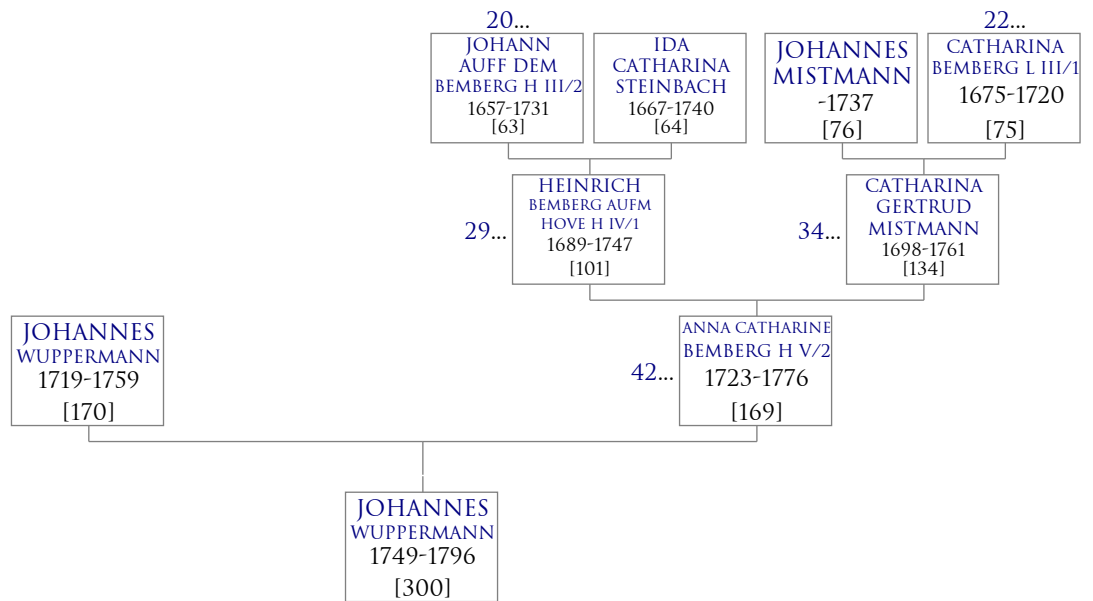 20...
22...
JOHANN
AUFF DEM
BEMBERG H III/2
1657-1731
[63]
IDA
CATHARINA
STEINBACH
1667-1740
[64]
JOHANNES
MISTMANN
-1737
[76]
CATHARINA
BEMBERG L III/1
1675-1720
[75]
29...
HEINRICH
BEMBERG AUFM
HOVE H IV/1
1689-1747
[101]
34...
CATHARINA
GERTRUD
MISTMANN
1698-1761
[134]
JOHANNES
WUPPERMANN
1719-1759
[170]
42...
ANNA CATHARINE
BEMBERG H V/2
1723-1776
[169]
JOHANNES
WUPPERMANN
1749-1796
[300]